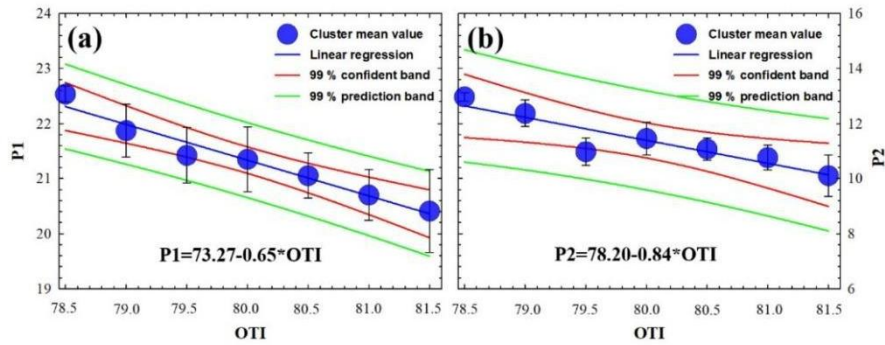 (a)
Cluster mean value
Linear regression
99 % confident band
99 % prediction band
P1=73.27-0.65*OTI
24
23
22
21
20
19
P1
78.5
79.0
79.5
80.0
80.5
81.0
81.5
OTI
(b)
Cluster mean value
Linear regression
99 % confident band
99 % prediction band
P2=78.20-0.84*OTI
16
14
12
10
8
6
P2
78.5
79.0
79.5
80.0
80.5
81.0
81.5
OTI